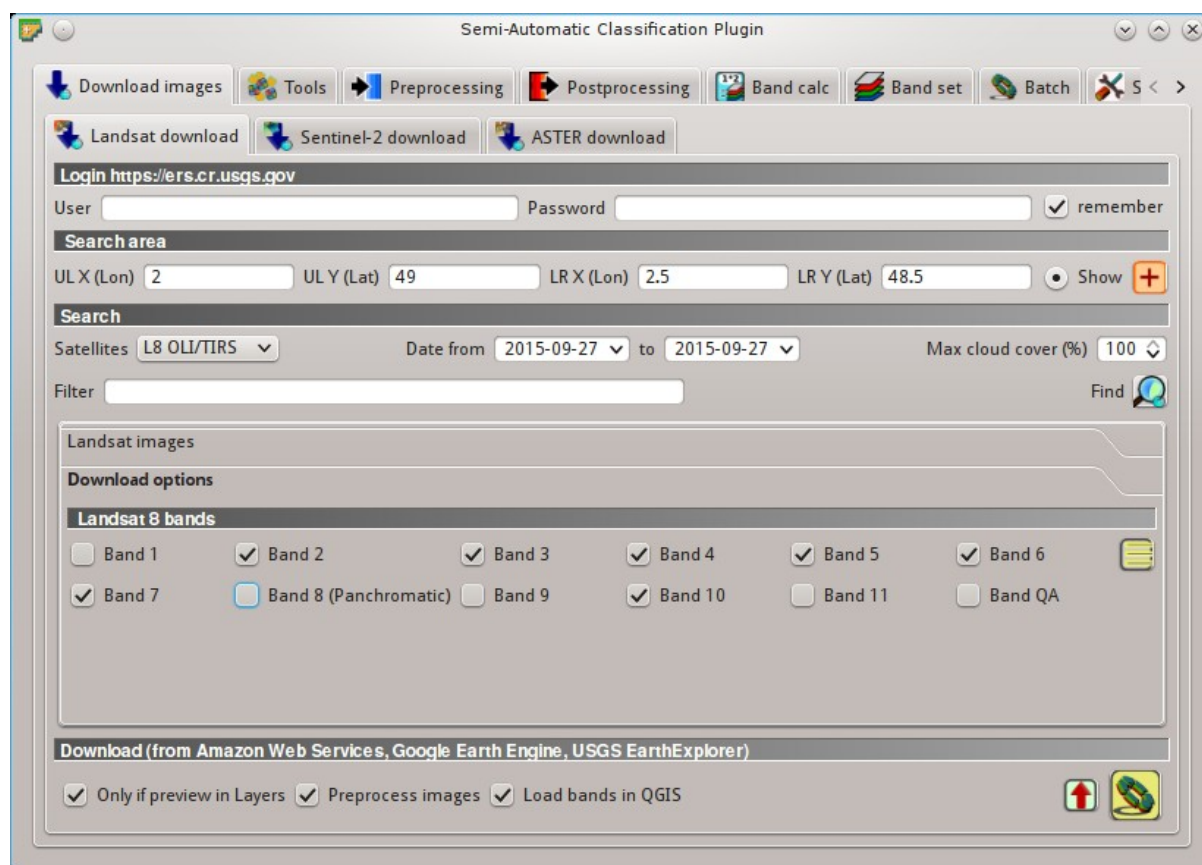 Semi-Automatic Classification Plugin
Download images Tools Preprocessing Postprocessing Band calc Band set Batch S
Landsat download Sentinel-2 download ASTER download
Login https://ers.cr.usgs.gov
User Password remember
Search area
UL X (Lon) 2 UL Y (Lat) 49 LR X (Lon) 2.5 LR Y (Lat) 48.5 Show
Search
Satellites L8 OLI/TIRS Date from 2015-09-27 to 2015-09-27 Max cloud cover (%) 100
Filter Find
Landsat images
Download options
Landsat 8 bands
Band 1 Band 2 Band 3 Band 4 Band 5 Band 6
Band 7 Band 8 (Panchromatic) Band 9 Band 10 Band 11 Band QA
Download (from Amazon Web Services, Google Earth Engine, USGS EarthExplorer)
Only if preview in Layers Preprocess images Load bands in QGIS